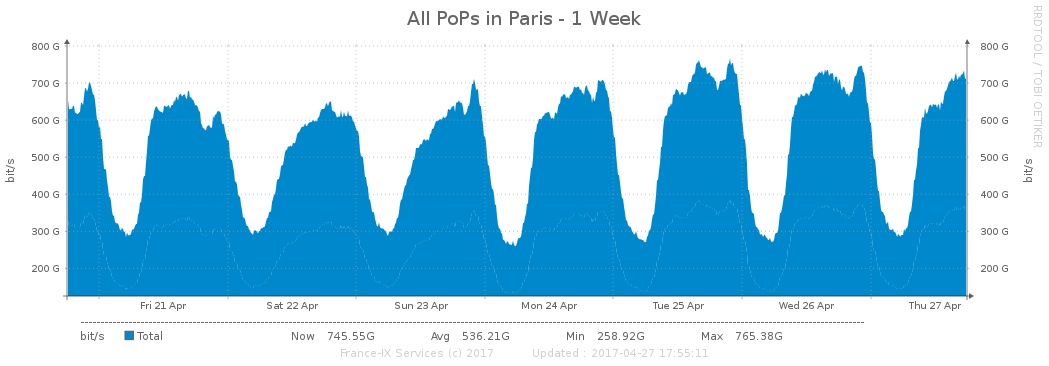 All PoPs in Paris - 1 Week
RRDTOOL / TOBI OETIKER
800 G 800 G
700 G 700 G
600 G 600 G
500 G 500 G
400 G 400 G
300 G 300 G
200 G 200 G
bit/s
bit/s
Fri 21 Apr Sat 22 Apr Sun 23 Apr Mon 24 Apr Tue 25 Apr Wed 26 Apr Thu 27 Apr
bit/s Total Now 745.55G Avg 536.21G Min 258.92G Max 765.38G
France-IX Services (c) 2017 Updated : 2017-04-27 17:55:11